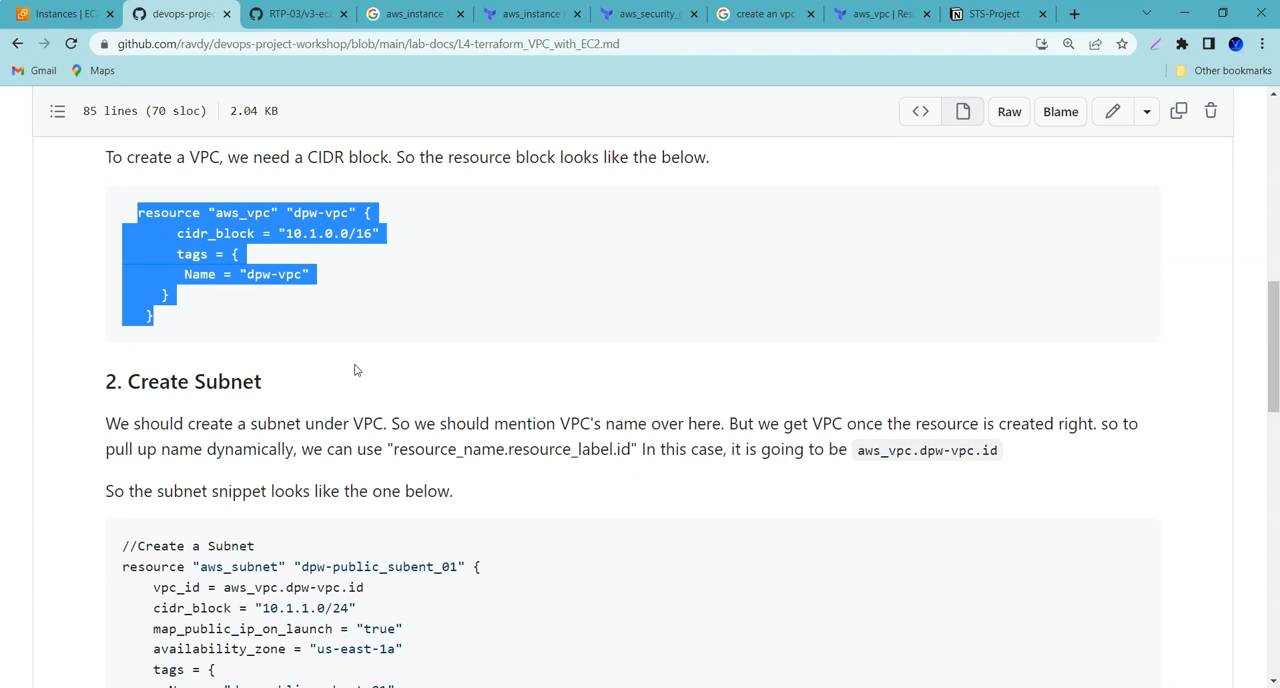 Instances | EC
devops-proje
RTP-03/v3-ec
aws_instance
aws_instance |
aws_security_g
create an vpc
aws_vpc | Res
STS-Project
github.com/ravdy/devops-project-workshop/blob/main/lab-docs/L4-terraform_VPC_with_EC2.md
Gmail
Maps
Other bookmarks
85 lines (70 sloc)
2.04 KB
Raw
Blame
To create a VPC, we need a CIDR block. So the resource block looks like the below.
resource "aws_vpc" "dpw-vpc" {
cidr_block = "10.1.0.0/16"
tags = {
Name = "dpw-vpc"
}
}
2. Create Subnet
We should create a subnet under VPC. So we should mention VPC's name over here. But we get VPC once the resource is created right. so to
pull up name dynamically, we can use "resource_name.resource_label.id" In this case, it is going to be aws_vpc.dpw-vpc.id
So the subnet snippet looks like the one below.
//Create a Subnet
resource "aws_subnet" "dpw-public_subent_01" {
vpc_id = aws_vpc.dpw-vpc.id
cidr_block = "10.1.1.0/24"
map_public_ip_on_launch = "true"
availability_zone = "us-east-1a"
tags = {